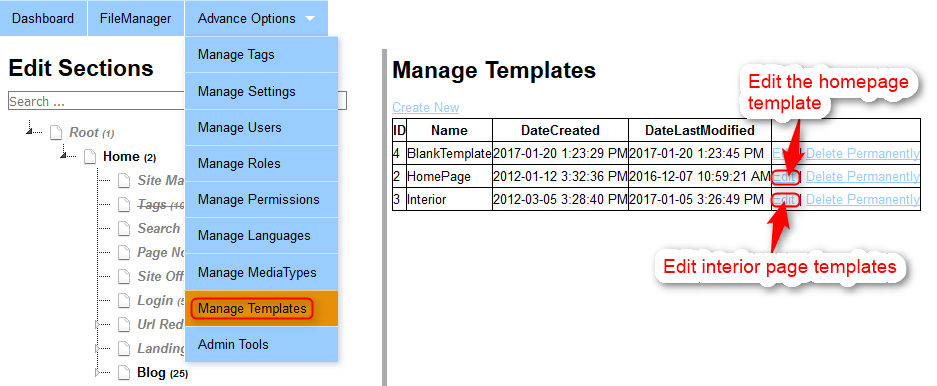 Dashboard FileManager Advance Options
Edit Sections
Search ...
Root (1)
Home (2)
Site Ma
Tags (10
Search
Page No
Site Off
Login (5
Url Red
Landing
Blog (25)
Manage Tags
Manage Settings
Manage Users
Manage Roles
Manage Permissions
Manage Languages
Manage MediaTypes
Manage Templates
Admin Tools
Manage Templates
Create New
ID Name DateCreated DateLastModified
4 BlankTemplate 2017-01-20 1:23:29 PM 2017-01-20 1:23:45 PM Edit | Delete Permanently
2 HomePage 2012-01-12 3:32:36 PM 2016-12-07 10:59:21 AM Edit | Delete Permanently
3 Interior 2012-03-05 3:28:40 PM 2017-01-05 3:26:49 PM Edit | Delete Permanently
Edit the homepage
template
Edit interior page templates